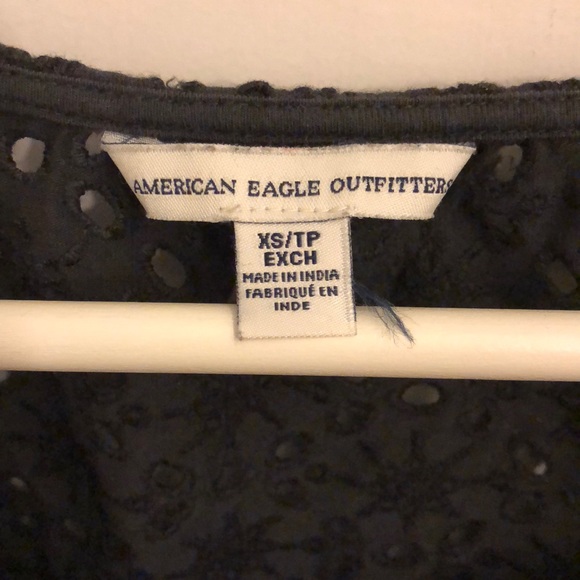 AMERICAN EAGLE OUTFITTERS
XS/TP
EXCH
MADE IN INDIA
FABRIQUÉ EN
INDE